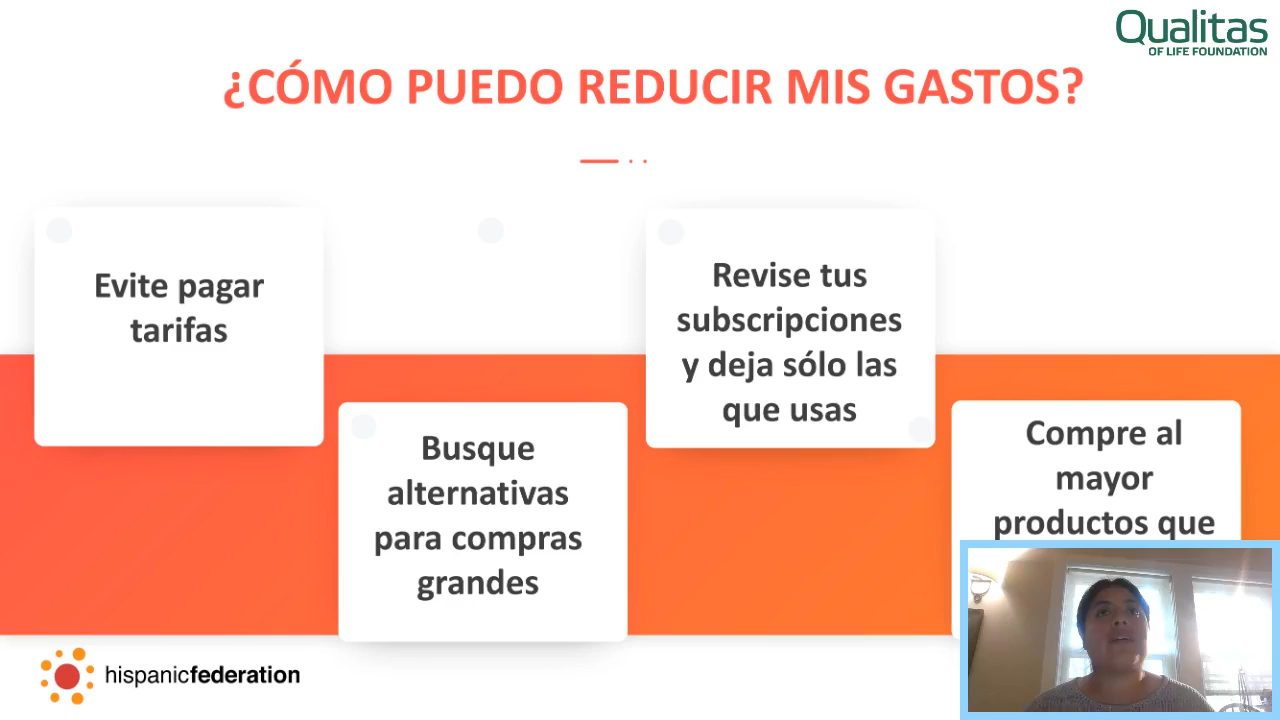 Qualitas
OF LIFE FOUNDATION
¿CÓMO PUEDO REDUCIR MIS GASTOS?
Evite pagar
tarifas
Busque
alternativas
para compras
grandes
Revise tus
subscripciones
y deja sólo las
que usas
Compre al
mayor
productos que
hispanicfederation